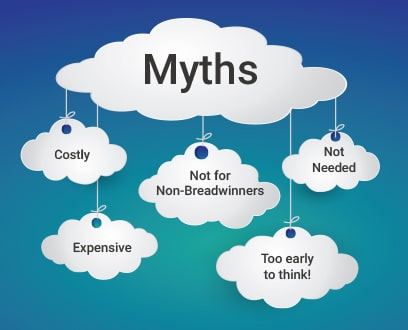 Myths
Costly
Not for
Non-Breadwinners
Not
Needed
Expensive
Too early
to think!